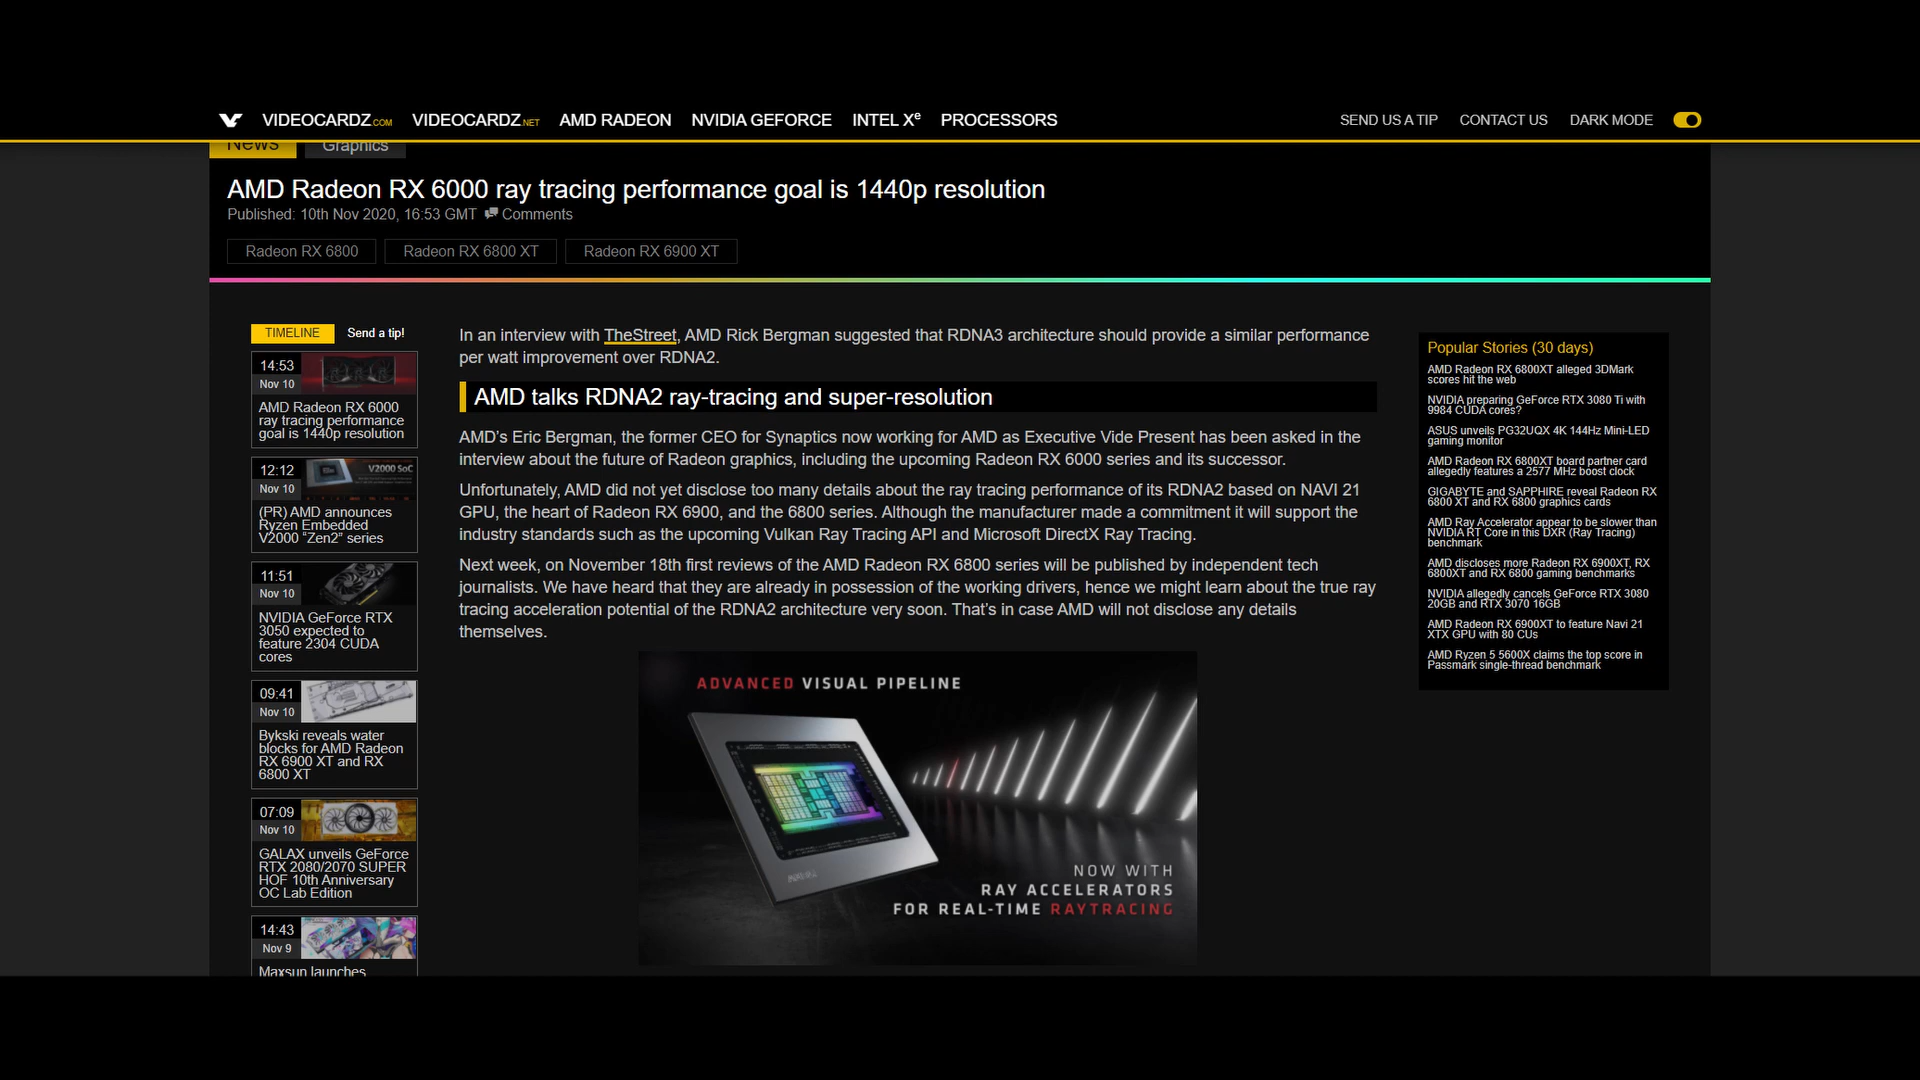 VIDEOCARDZ.COM VIDEOCARDZ.NET AMD RADEON NVIDIA GEFORCE INTEL Xe PROCESSORS SEND US A TIP CONTACT US DARK MODE
News Graphics
AMD Radeon RX 6000 ray tracing performance goal is 1440p resolution
Published: 10th Nov 2020, 16:53 GMT Comments
Radeon RX 6800 Radeon RX 6800 XT Radeon RX 6900 XT
TIMELINE Send a tip!
14:53
Nov 10
AMD Radeon RX 6000
ray tracing performance
goal is 1440p resolution
12:12
Nov 10
V2000 SoC
(PR) AMD announces
Ryzen Embedded
V2000 “Zen2” series
11:51
Nov 10
NVIDIA GeForce RTX
3050 expected to
feature 2304 CUDA
cores
09:41
Nov 10
Bykski reveals water
blocks for AMD Radeon
RX 6900 XT and RX
6800 XT
07:09
Nov 10
GALAX unveils GeForce
RTX 2080/2070 SUPER
HOF 10th Anniversary
OC Lab Edition
14:43
Nov 9
Maxsun launches
In an interview with TheStreet, AMD Rick Bergman suggested that RDNA3 architecture should provide a similar performance
per watt improvement over RDNA2.
AMD talks RDNA2 ray-tracing and super-resolution
AMD’s Eric Bergman, the former CEO for Synaptics now working for AMD as Executive Vide Present has been asked in the
interview about the future of Radeon graphics, including the upcoming Radeon RX 6000 series and its successor.
Unfortunately, AMD did not yet disclose too many details about the ray tracing performance of its RDNA2 based on NAVI 21
GPU, the heart of Radeon RX 6900, and the 6800 series. Although the manufacturer made a commitment it will support the
industry standards such as the upcoming Vulkan Ray Tracing API and Microsoft DirectX Ray Tracing.
Next week, on November 18th first reviews of the AMD Radeon RX 6800 series will be published by independent tech
journalists. We have heard that they are already in possession of the working drivers, hence we might learn about the true ray
tracing acceleration potential of the RDNA2 architecture very soon. That’s in case AMD will not disclose any details
themselves.
ADVANCED VISUAL PIPELINE
NOW WITH
RAY ACCELERATORS
FOR REAL-TIME RAYTRACING
Popular Stories (30 days)
AMD Radeon RX 6800XT alleged 3DMark
scores hit the web
NVIDIA preparing GeForce RTX 3080 Ti with
9984 CUDA cores?
ASUS unveils PG32UQX 4K 144Hz Mini-LED
gaming monitor
AMD Radeon RX 6800XT board partner card
allegedly features a 2577 MHz boost clock
GIGABYTE and SAPPHIRE reveal Radeon RX
6800 XT and RX 6800 graphics cards
AMD Ray Accelerator appear to be slower than
NVIDIA RT Core in this DXR (Ray Tracing)
benchmark
AMD discloses more Radeon RX 6900XT, RX
6800XT and RX 6800 gaming benchmarks
NVIDIA allegedly cancels GeForce RTX 3080
20GB and RTX 3070 16GB
AMD Radeon RX 6900XT to feature Navi 21
XTX GPU with 80 CUs
AMD Ryzen 5 5600X claims the top score in
Passmark single-thread benchmark